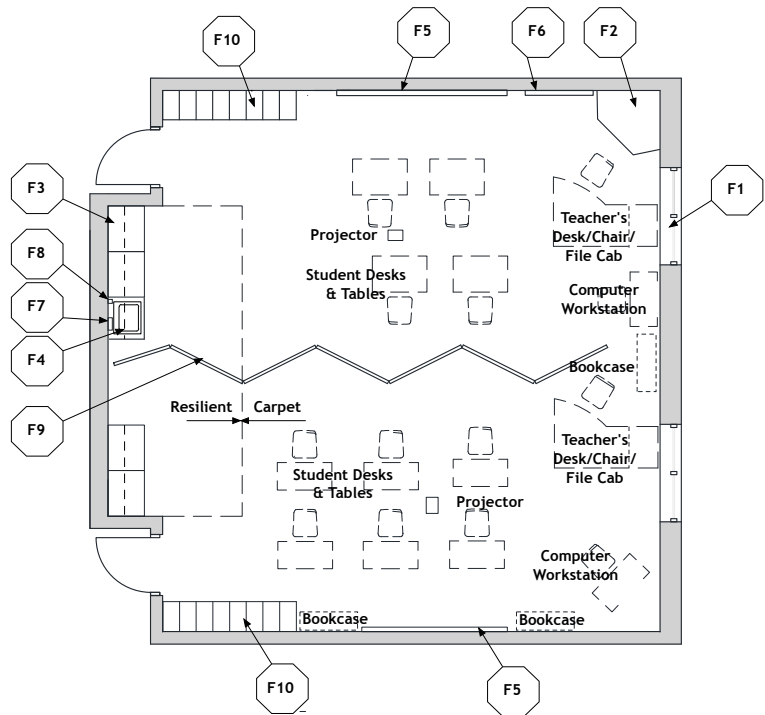 F10
F5
F6
F2
F3
F1
F8
F7
F4
F9
Projector
Student Desks
& Tables
Teacher's
Desk/Chair/
File Cab
Computer
Workstation
Bookcase
Resilient
Carpet
Student Desks
& Tables
Projector
Teacher's
Desk/Chair/
File Cab
Computer
Workstation
Bookcase
Bookcase
F10
F5